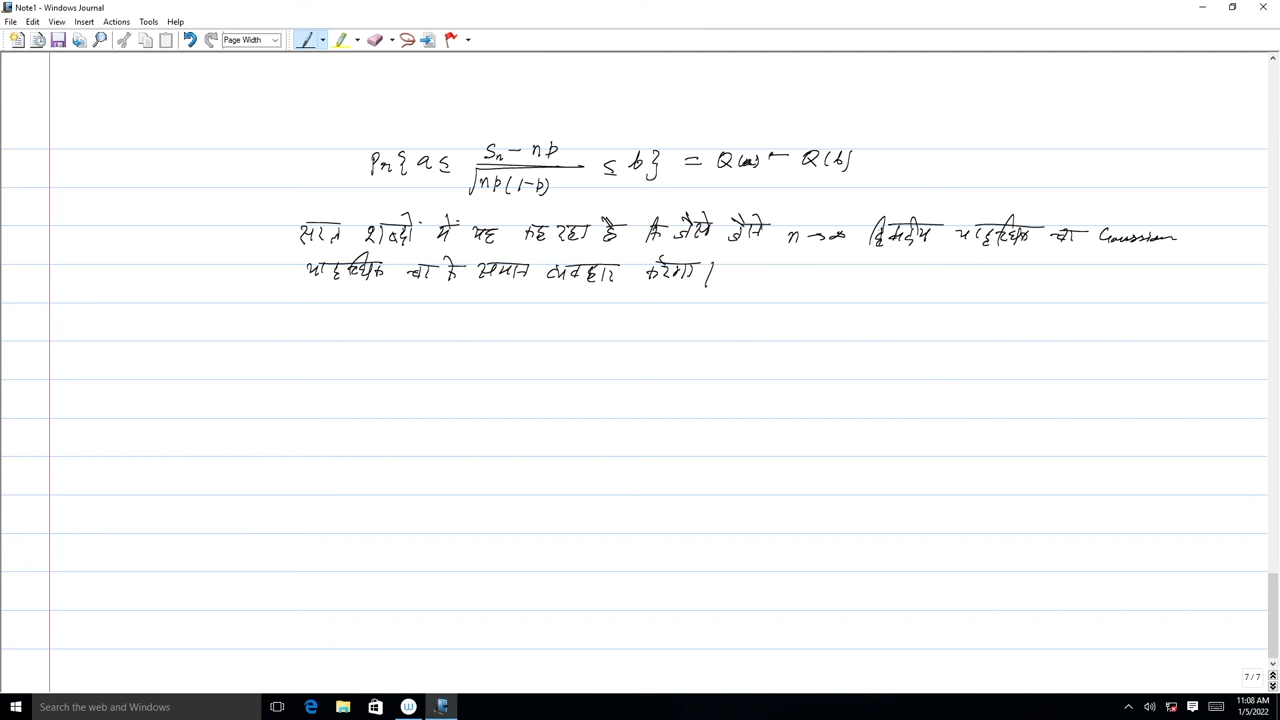 Note1 - Windows Journal
File Edit View Insert Actions Tools Help
Page Width
Pr{ a ≤ (Sₙ - np) / √(np(1-p)) ≤ b} = Q(a) - Q(b)
सरल शब्दों में यह कह रहा है कि जैसे जैसे n→∞ द्विपदीय यादृच्छिक चर Gaussian
यादृच्छिक चर के समान व्यवहार करेगा।
7 / 7
Search the web and Windows
11:08 AM
1/5/2022